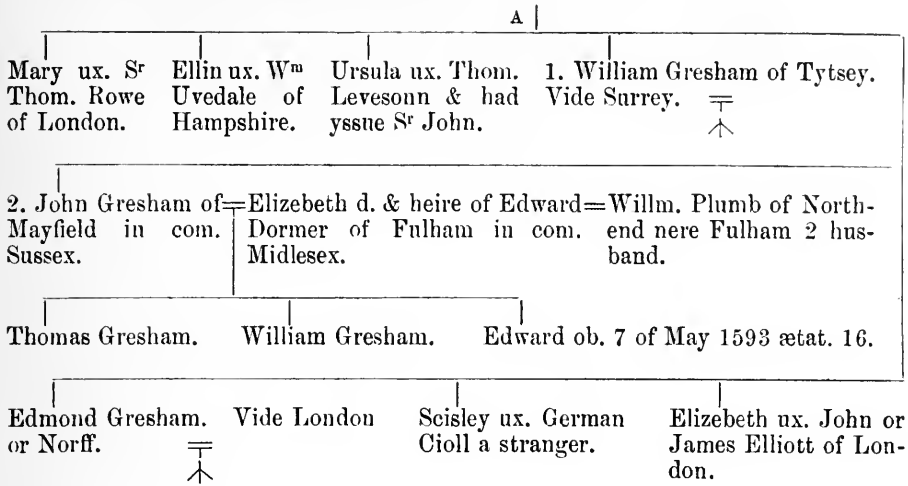 A
Mary ux. Sʳ
Thom. Rowe
of London.
Ellin ux. Wᵐ
Uvedale of
Hampshire.
Ursula ux. Thom.
Levesonn & had
yssue Sʳ John.
1. William Gresham of Tytsey.
Vide Surrey.
2. John Gresham of
Mayfield in com.
Sussex.
Elizebeth d. & heire of Edward
Dormer of Fulham in com.
Midlesex.
Willm. Plumb of North-
end nere Fulham 2 hus-
band.
Thomas Gresham.
William Gresham.
Edward ob. 7 of May 1593 ætat. 16.
Edmond Gresham.
or Norff.
Vide London
Scisley ux. German
Cioll a stranger.
Elizebeth ux. John or
James Elliott of Lon-
don.